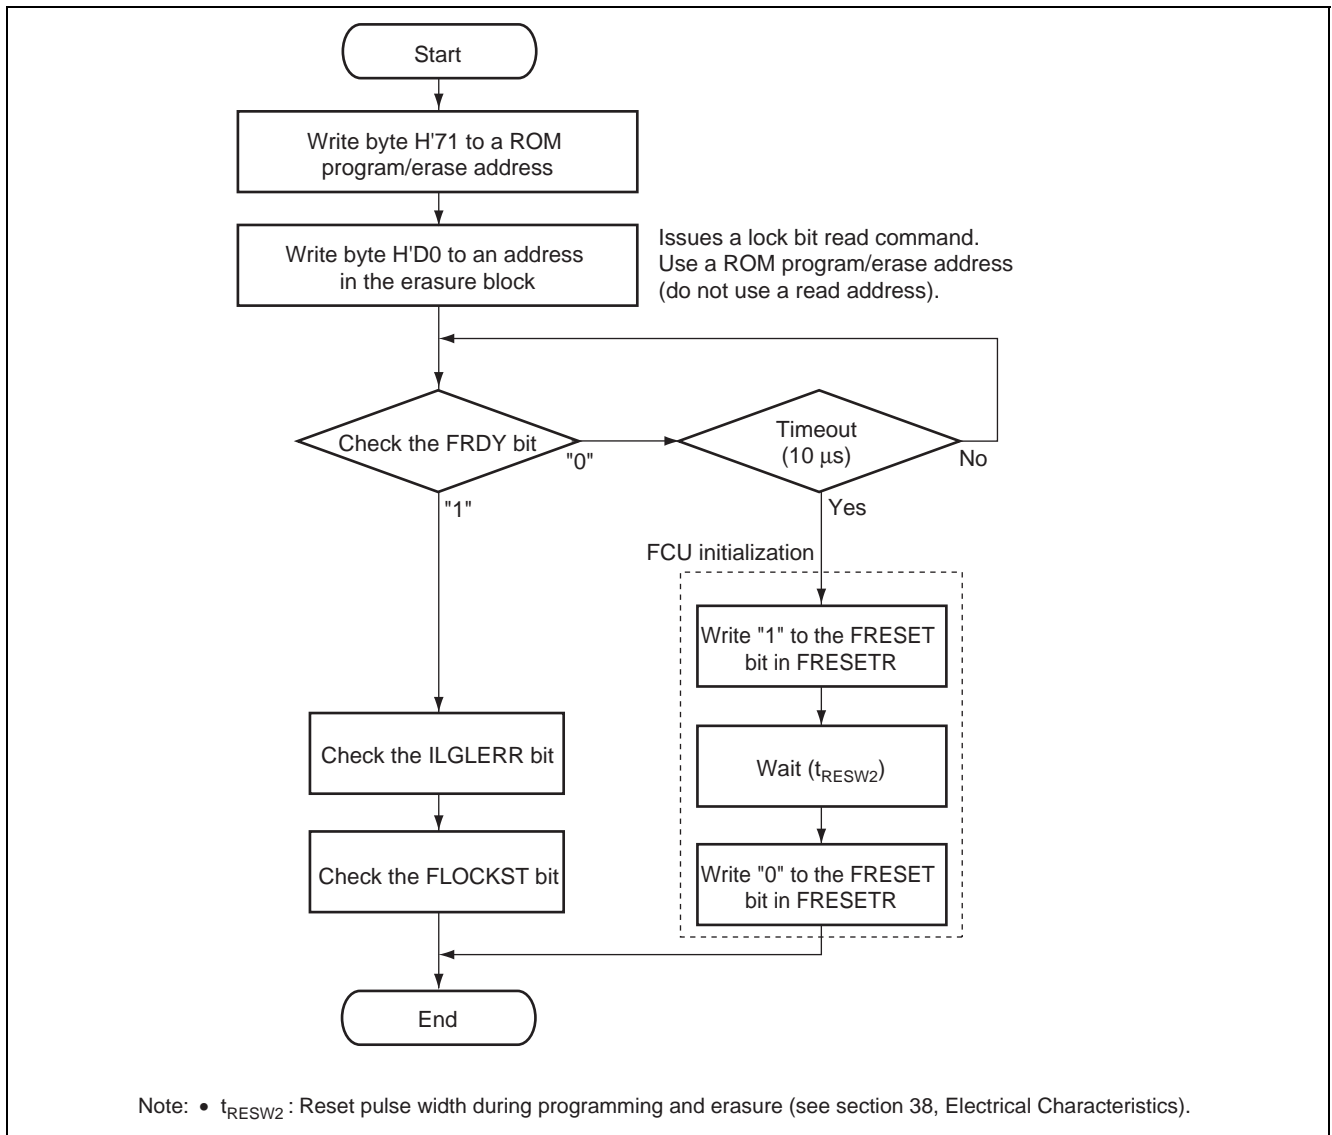 Start
Write byte H'71 to a ROM
program/erase address
Write byte H'D0 to an address
in the erasure block
Issues a lock bit read command.
Use a ROM program/erase address
(do not use a read address).
Check the FRDY bit
"0"
"1"
Timeout
(10 μs)
No
Yes
FCU initialization
Write "1" to the FRESET
bit in FRESETR
Wait (tRESW2)
Write "0" to the FRESET
bit in FRESETR
Check the ILGLERR bit
Check the FLOCKST bit
End
Note: • tRESW2 : Reset pulse width during programming and erasure (see section 38, Electrical Characteristics).